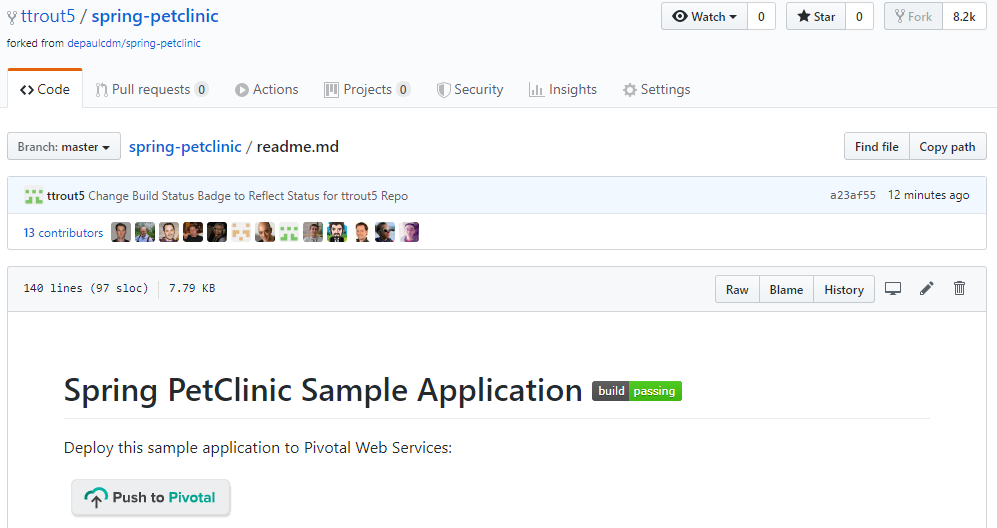 ttrout5 / spring-petclinic
Watch 0 Star 0 Fork 8.2k
forked from depaulcdm/spring-petclinic
Code Pull requests 0 Actions Projects 0 Security Insights Settings
Branch: master spring-petclinic / readme.md Find file Copy path
ttrout5 Change Build Status Badge to Reflect Status for ttrout5 Repo a23af55 12 minutes ago
13 contributors
140 lines (97 sloc) 7.79 KB Raw Blame History
Spring PetClinic Sample Application build passing
Deploy this sample application to Pivotal Web Services:
Push to Pivotal